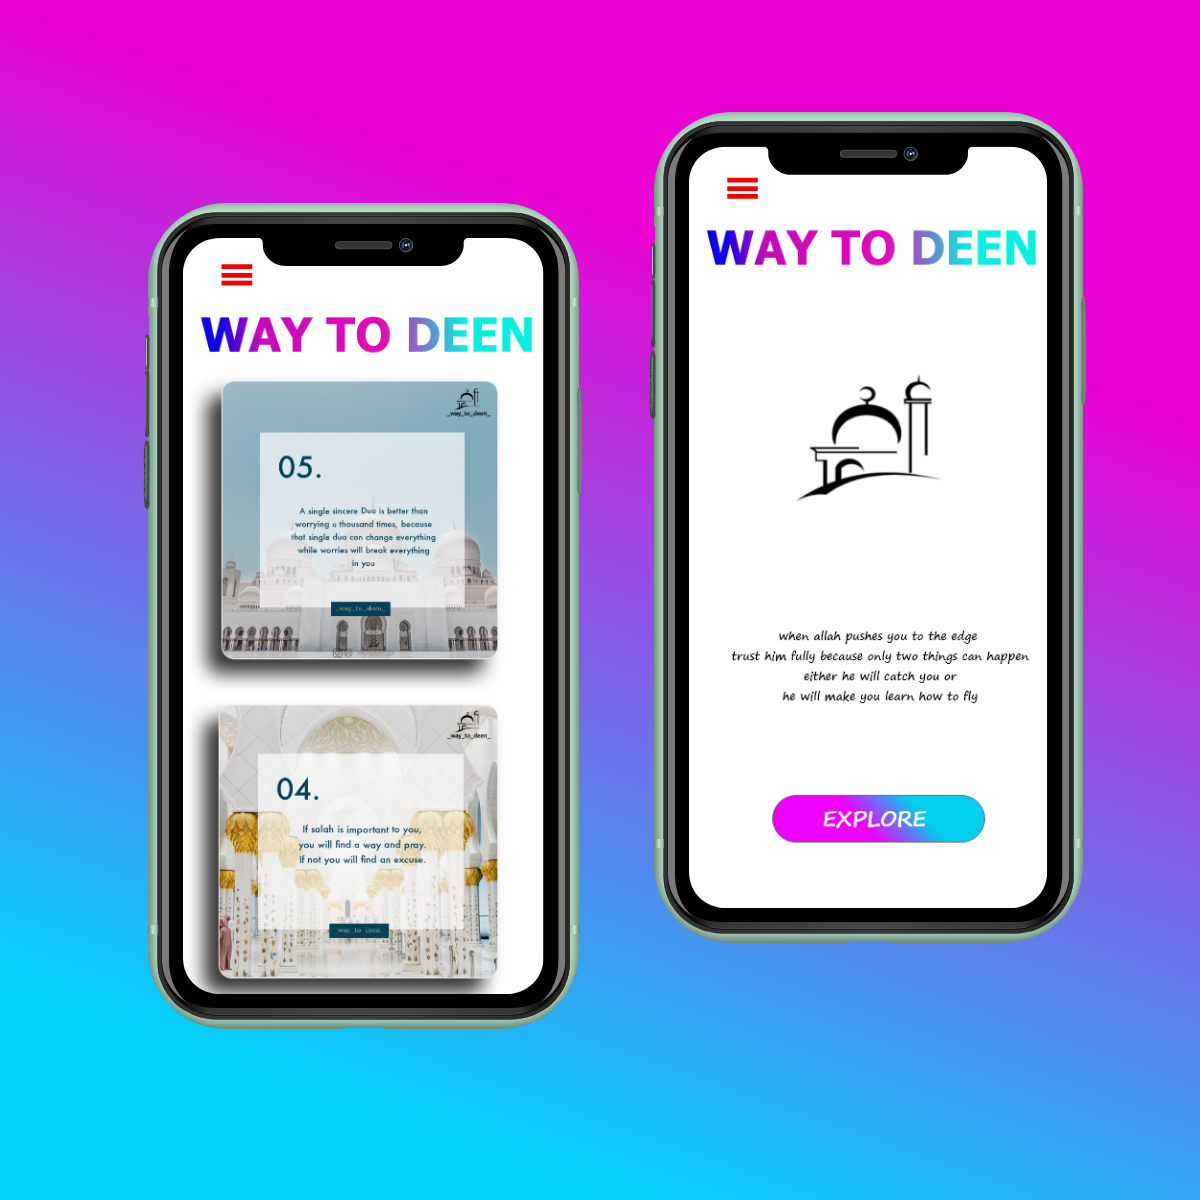 WAY TO DEEN
_way_to_deen_
05.
A single sincere Dua is better than
worrying a thousand times, because
that single dua can change everything
while worries will break everything
in you
_way_to_deen_
_way_to_deen_
04.
If salah is important to you,
you will find a way and pray.
If not you will find an excuse.
_way_to_deen_
WAY TO DEEN
when allah pushes you to the edge
trust him fully because only two things can happen
either he will catch you or
he will make you learn how to fly
EXPLORE